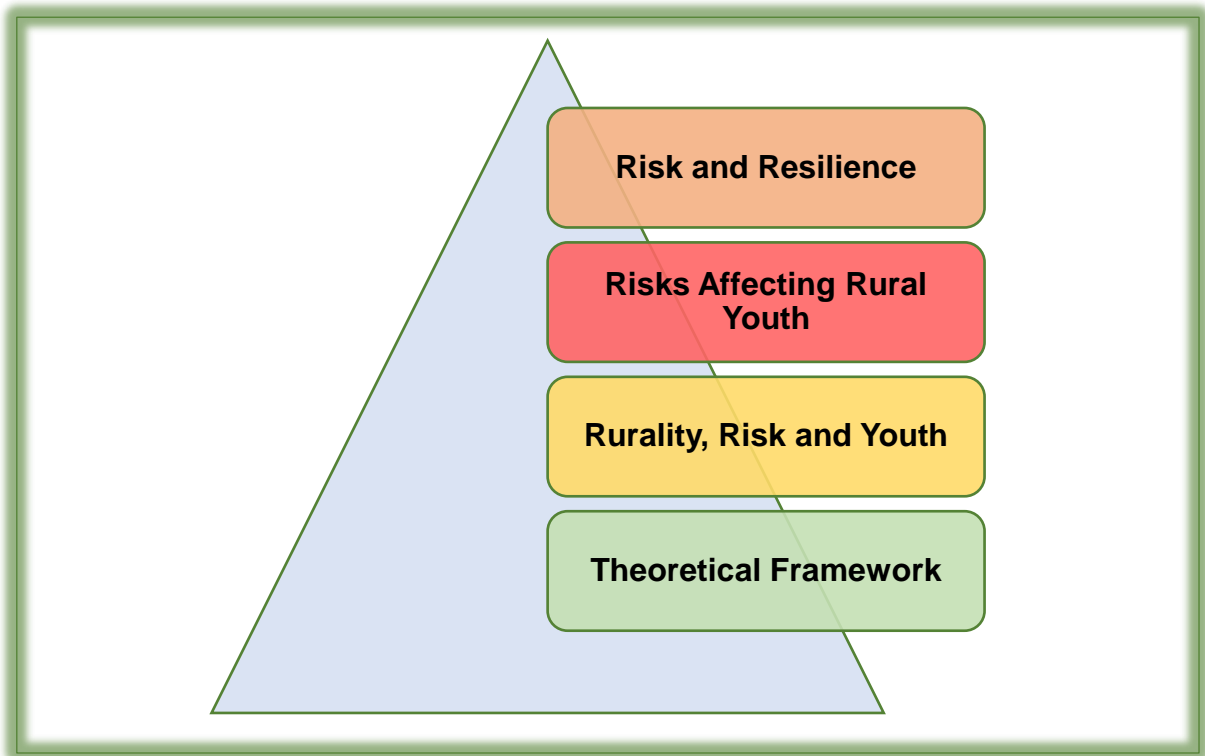 Risk and Resilience
Risks Affecting Rural
Youth
Rurality, Risk and Youth
Theoretical Framework